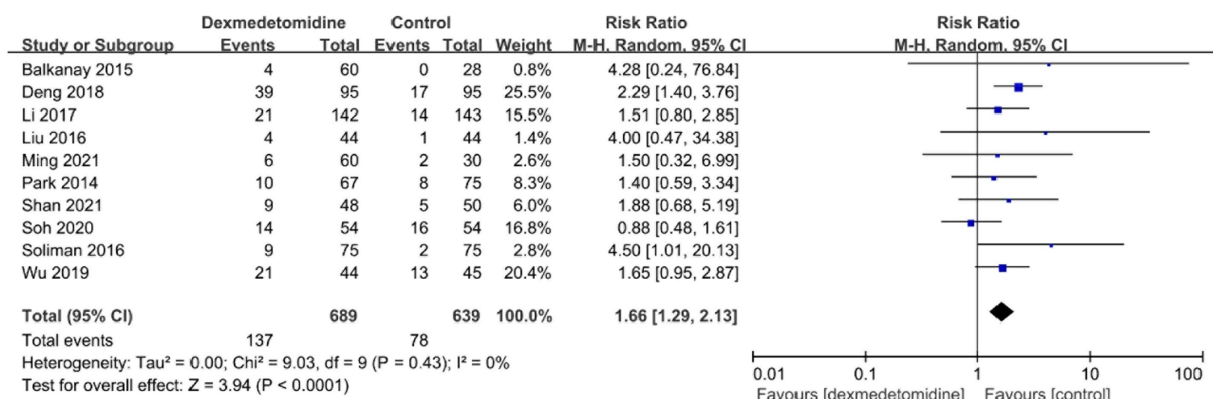 Dexmedetomidine Control Risk Ratio Risk Ratio
Study or Subgroup Events Total Events Total Weight M-H. Random. 95% CI M-H. Random. 95% CI
Balkanay 2015 4 60 0 28 0.8% 4.28 [0.24, 76.84]
Deng 2018 39 95 17 95 25.5% 2.29 [1.40, 3.76]
Li 2017 21 142 14 143 15.5% 1.51 [0.80, 2.85]
Liu 2016 4 44 1 44 1.4% 4.00 [0.47, 34.38]
Ming 2021 6 60 2 30 2.6% 1.50 [0.32, 6.99]
Park 2014 10 67 8 75 8.3% 1.40 [0.59, 3.34]
Shan 2021 9 48 5 50 6.0% 1.88 [0.68, 5.19]
Soh 2020 14 54 16 54 16.5% 0.88 [0.48, 1.61]
Soliman 2016 9 75 2 75 2.8% 4.50 [1.01, 20.13]
Wu 2019 21 44 13 45 20.4% 1.65 [0.95, 2.87]
Total (95% CI) 689 639 100.0% 1.66 [1.29, 2.13]
Total events 137 78
Heterogeneity: Tau² = 0.00; Chi² = 9.03, df = 9 (P = 0.43); I² = 0%
Test for overall effect: Z = 3.94 (P < 0.0001)
0.01 0.1 1 10 100
Favours [dexmedetomidine] Favours [control]